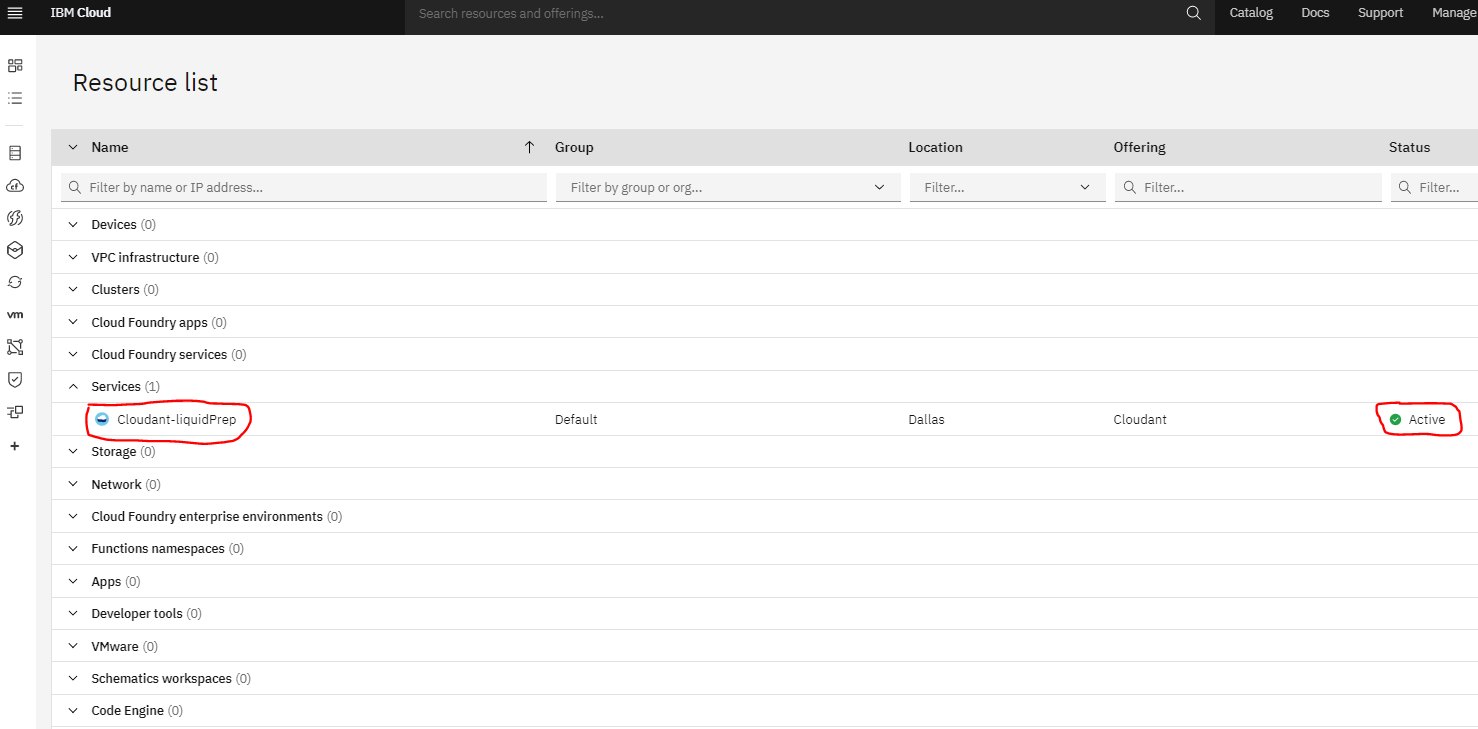 IBM Cloud Search resources and offerings... Catalog Docs Support Manage
Resource list
Name Group Location Offering Status
Filter by name or IP address... Filter by group or org... Filter... Filter... Filter...
Devices (0)
VPC infrastructure (0)
Clusters (0)
Cloud Foundry apps (0)
Cloud Foundry services (0)
Services (1)
Cloudant-liquidPrep Default Dallas Cloudant Active
Storage (0)
Network (0)
Cloud Foundry enterprise environments (0)
Functions namespaces (0)
Apps (0)
Developer tools (0)
vm
VMware (0)
Schematics workspaces (0)
Code Engine (0)